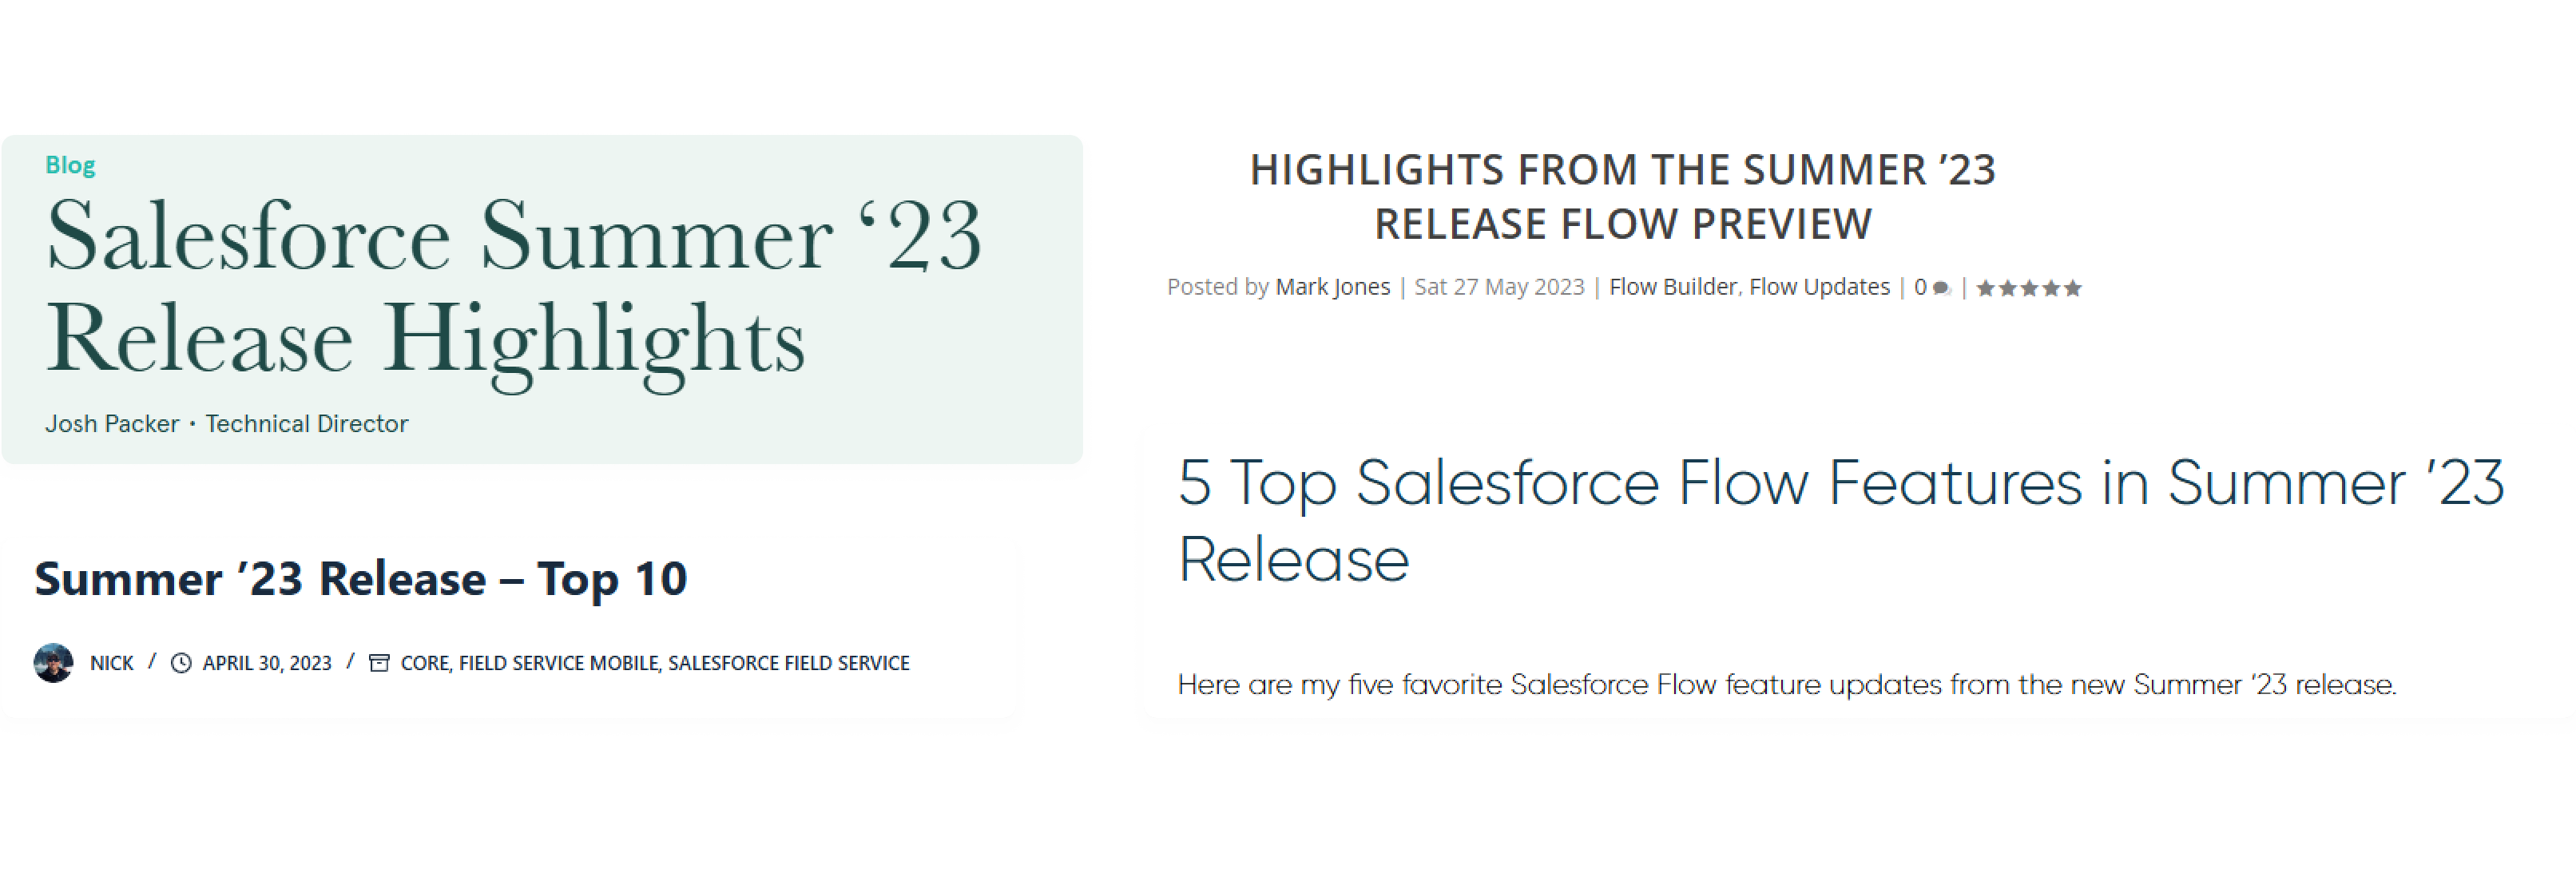 Blog
Salesforce Summer ‘23
Release Highlights
Josh Packer • Technical Director
Summer ’23 Release – Top 10
NICK / APRIL 30, 2023 / CORE, FIELD SERVICE MOBILE, SALESFORCE FIELD SERVICE
HIGHLIGHTS FROM THE SUMMER ’23
RELEASE FLOW PREVIEW
Posted by Mark Jones | Sat 27 May 2023 | Flow Builder, Flow Updates | 0 | ★★★★★
5 Top Salesforce Flow Features in Summer ’23
Release
Here are my five favorite Salesforce Flow feature updates from the new Summer ’23 release.